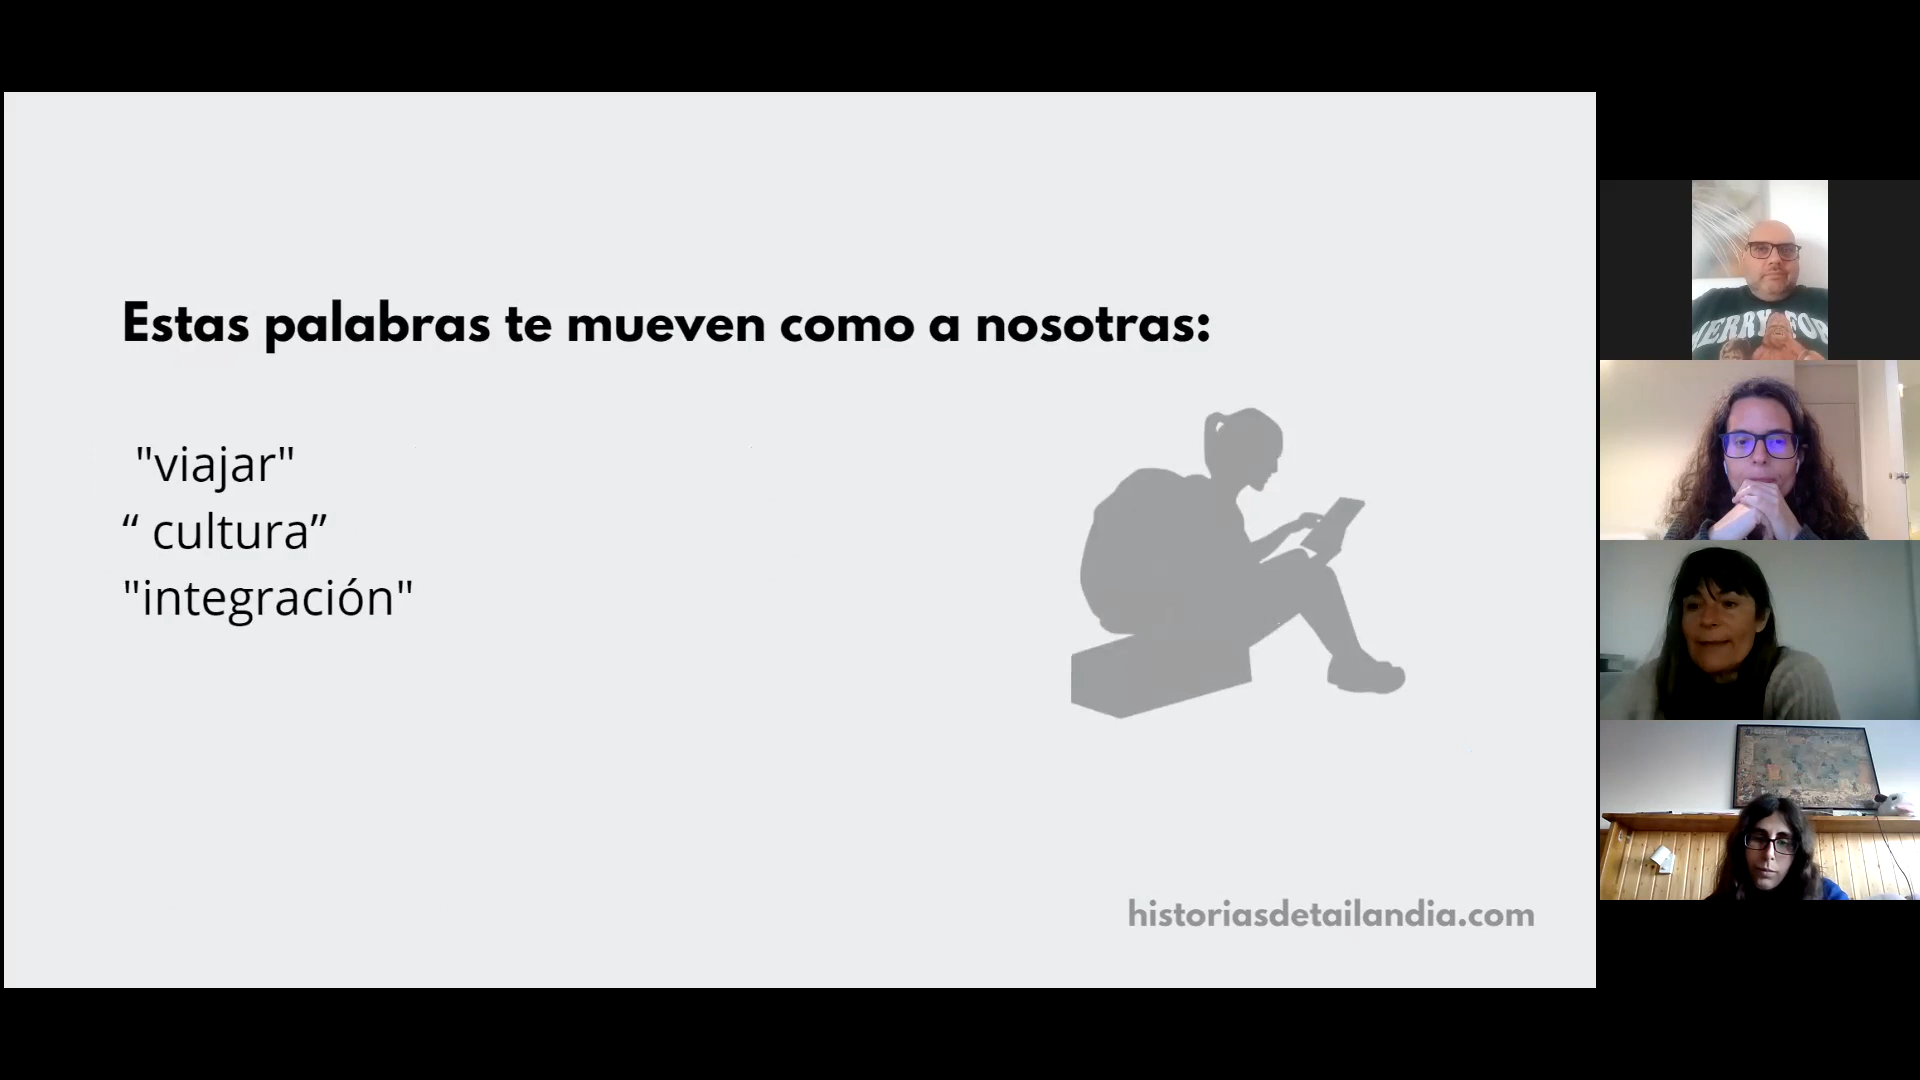 Estas palabras te mueven como a nosotras:
"viajar"
“ cultura”
"integración"
historiasdetailandia.com